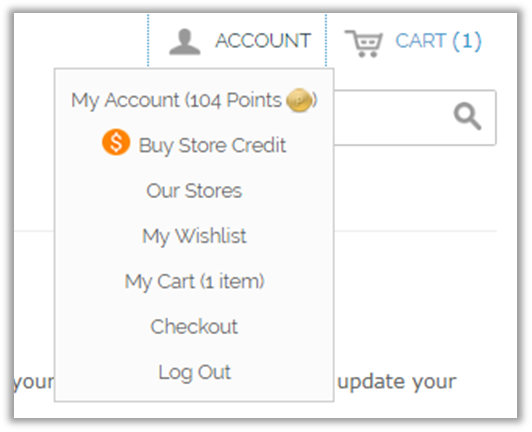 ACCOUNT CART (1)
My Account (104 Points P)
$ Buy Store Credit
Our Stores
My Wishlist
My Cart (1 item)
Checkout
Log Out
your update your